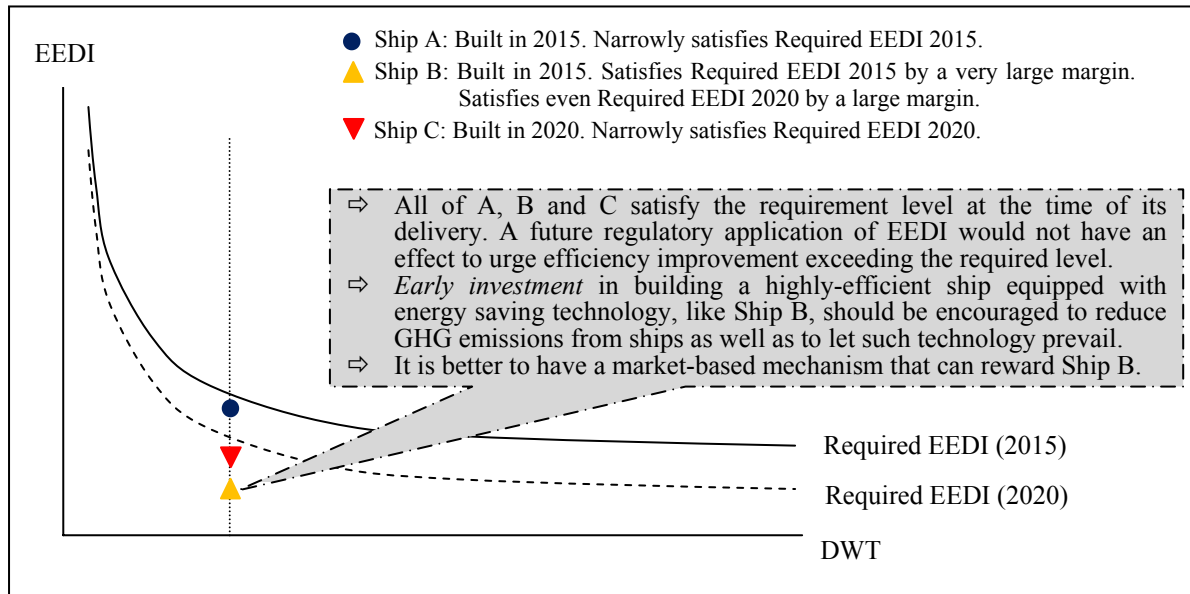 EEDI
Ship A: Built in 2015. Narrowly satisfies Required EEDI 2015.
Ship B: Built in 2015. Satisfies Required EEDI 2015 by a very large margin.
Satisfies even Required EEDI 2020 by a large margin.
Ship C: Built in 2020. Narrowly satisfies Required EEDI 2020.
⇨ All of A, B and C satisfy the requirement level at the time of its
delivery. A future regulatory application of EEDI would not have an
effect to urge efficiency improvement exceeding the required level.
⇨ Early investment in building a highly-efficient ship equipped with
energy saving technology, like Ship B, should be encouraged to reduce
GHG emissions from ships as well as to let such technology prevail.
⇨ It is better to have a market-based mechanism that can reward Ship B.
Required EEDI (2015)
Required EEDI (2020)
DWT